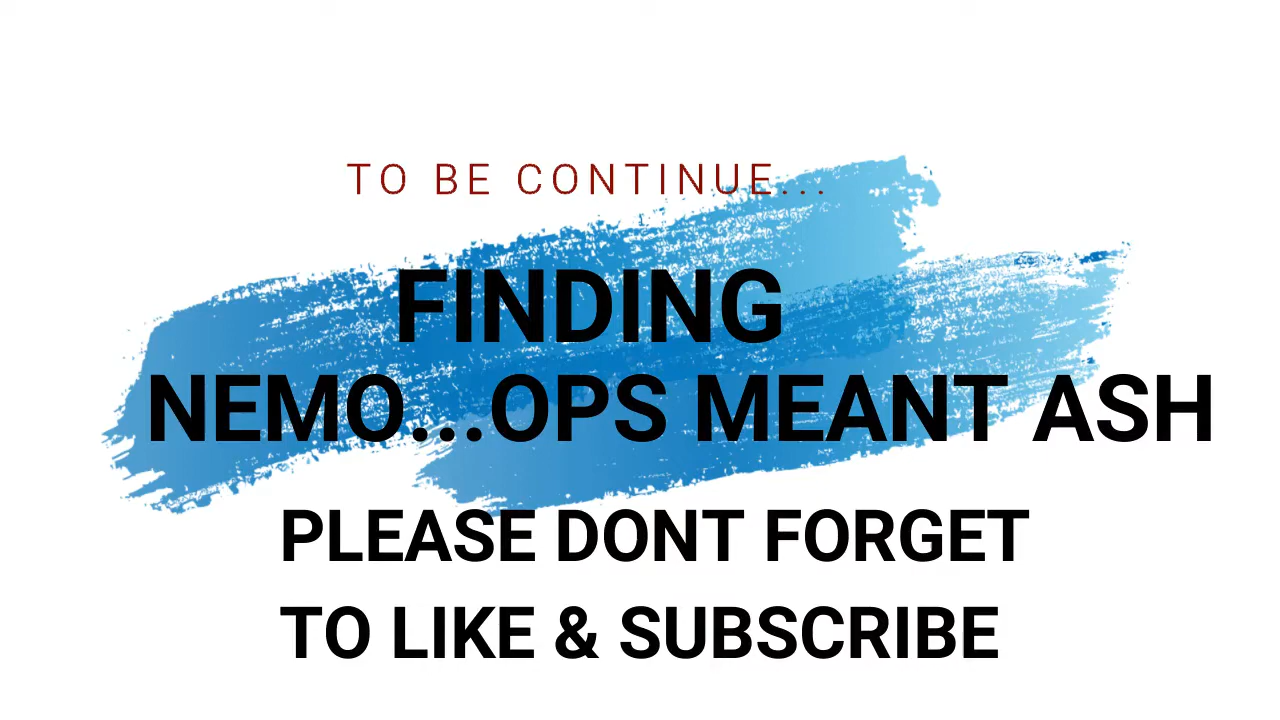 TO BE CONTINUE...
FINDING
NEMO...OPS MEANT ASH
PLEASE DONT FORGET
TO LIKE & SUBSCRIBE